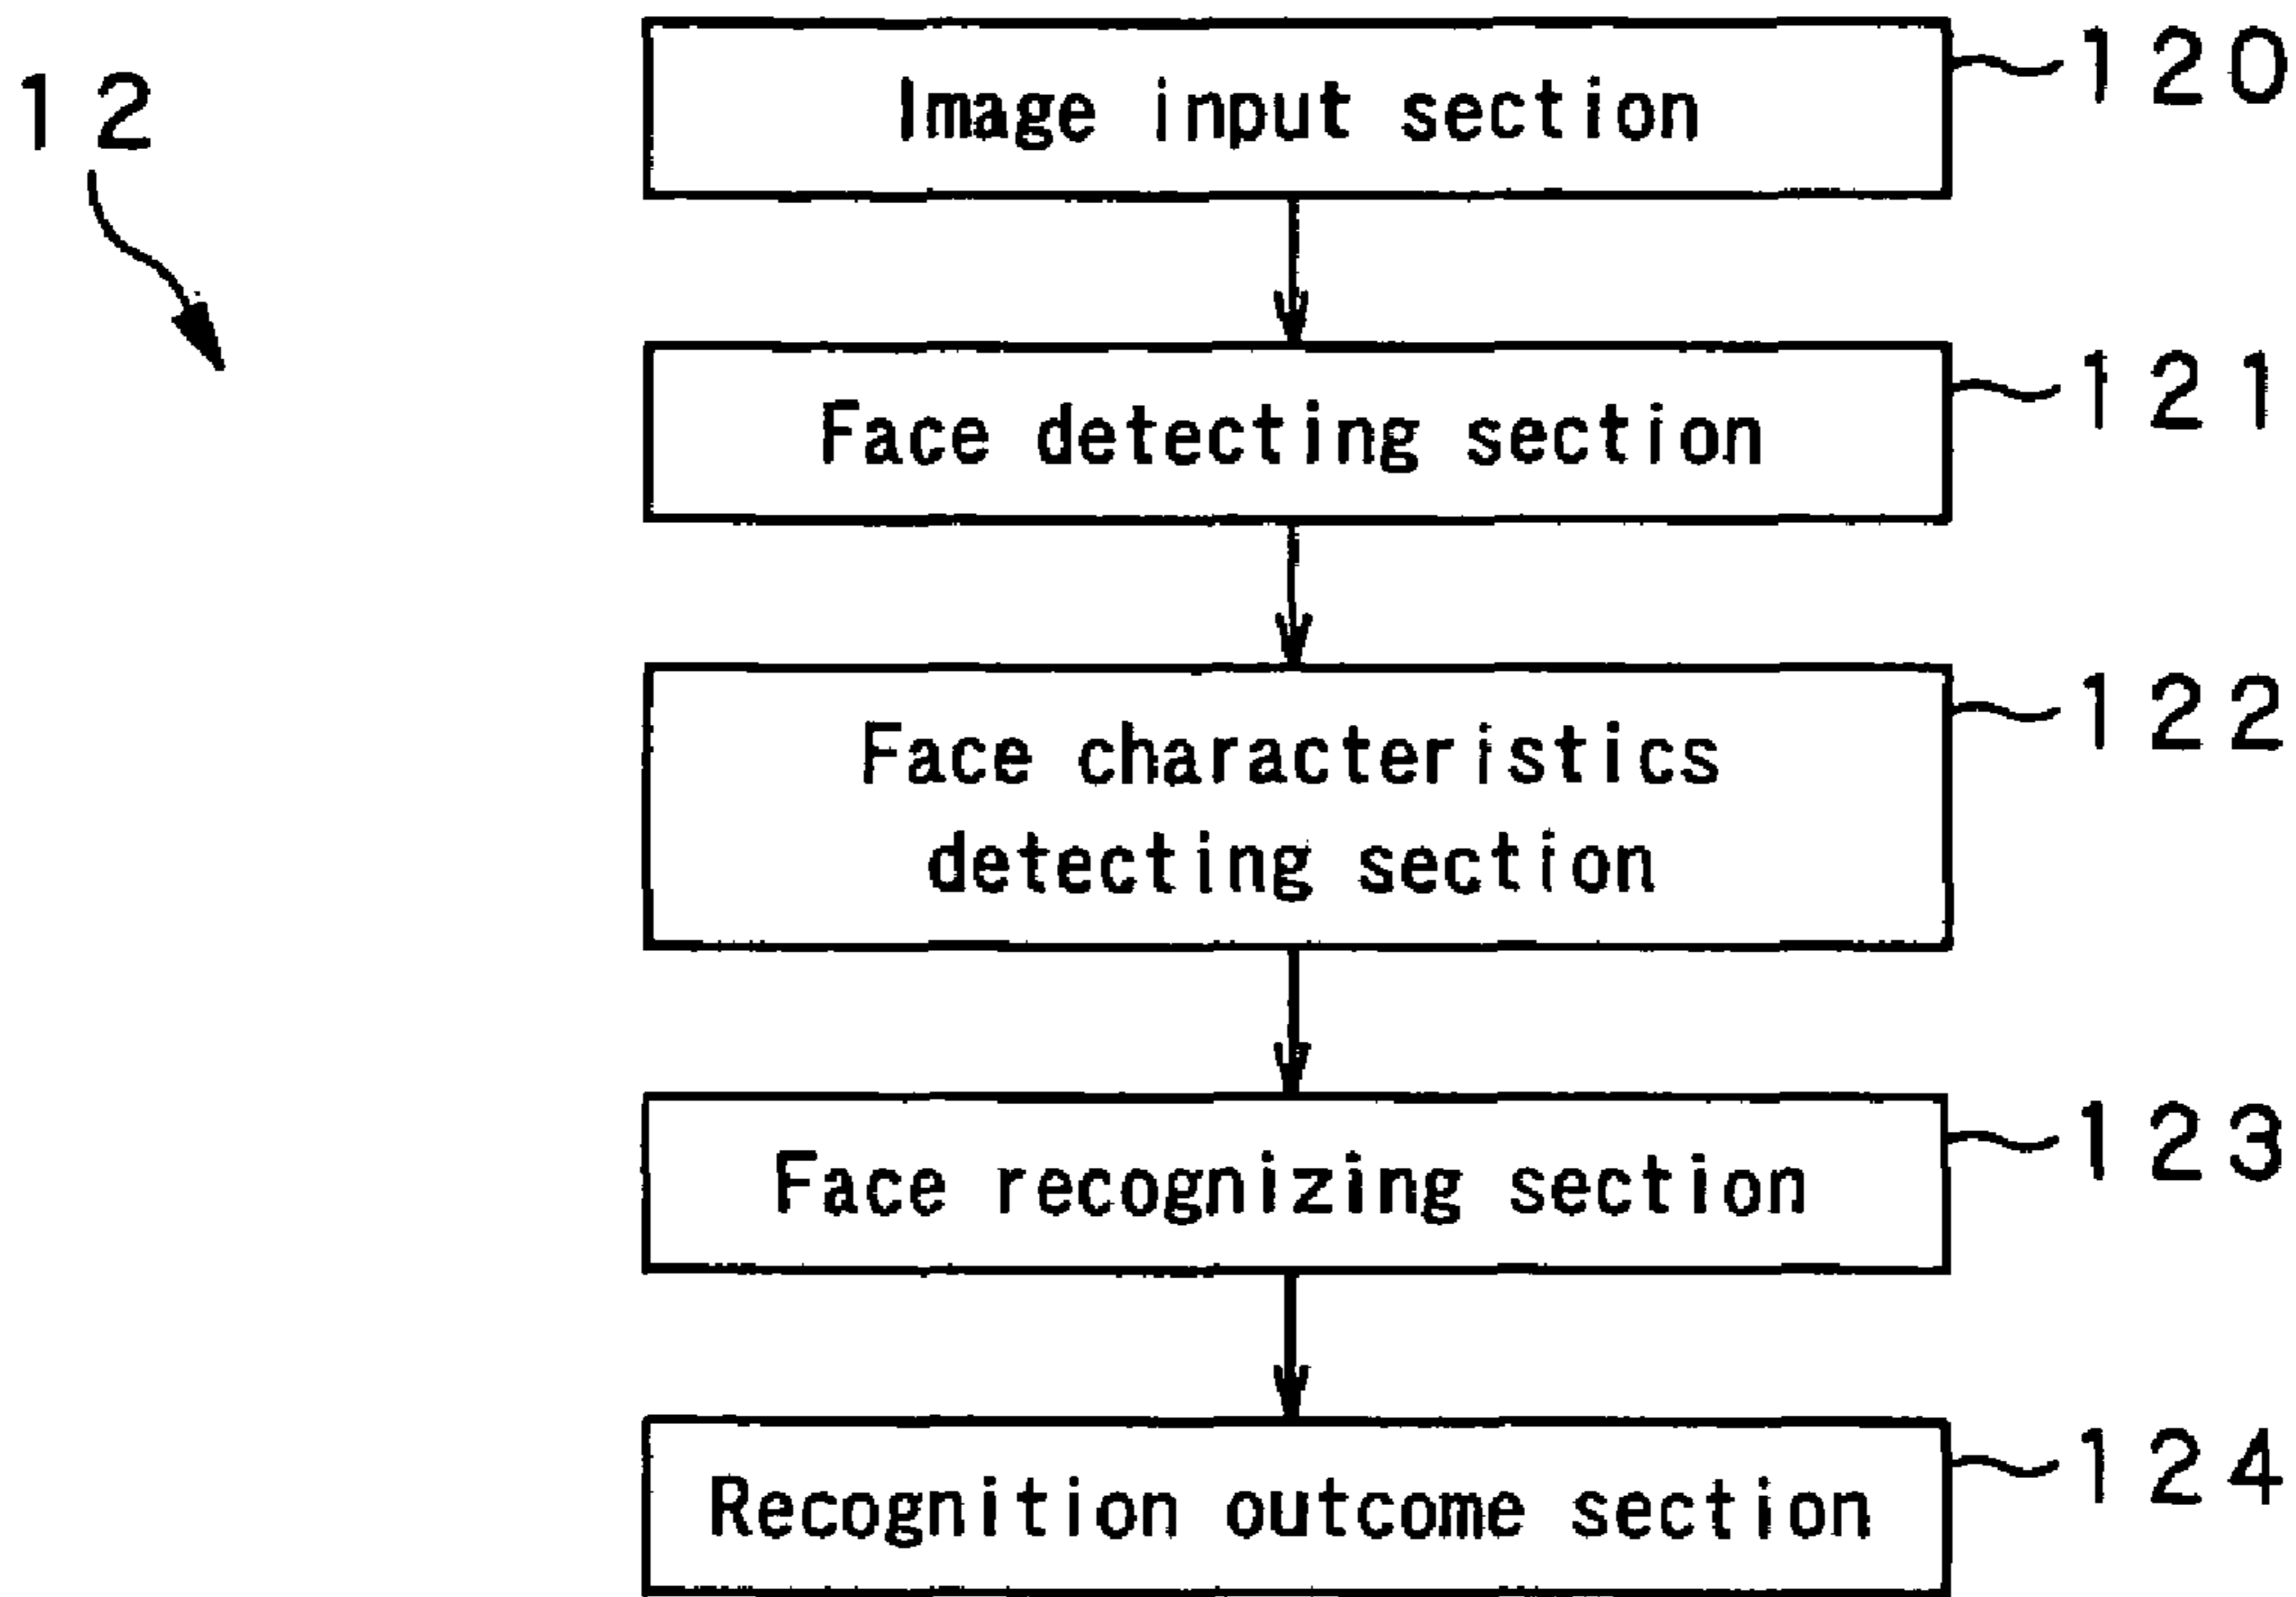 12
Image input section
120
Face detecting section
121
Face characteristics
detecting section
122
Face recognizing section
123
Recognition outcome section
124